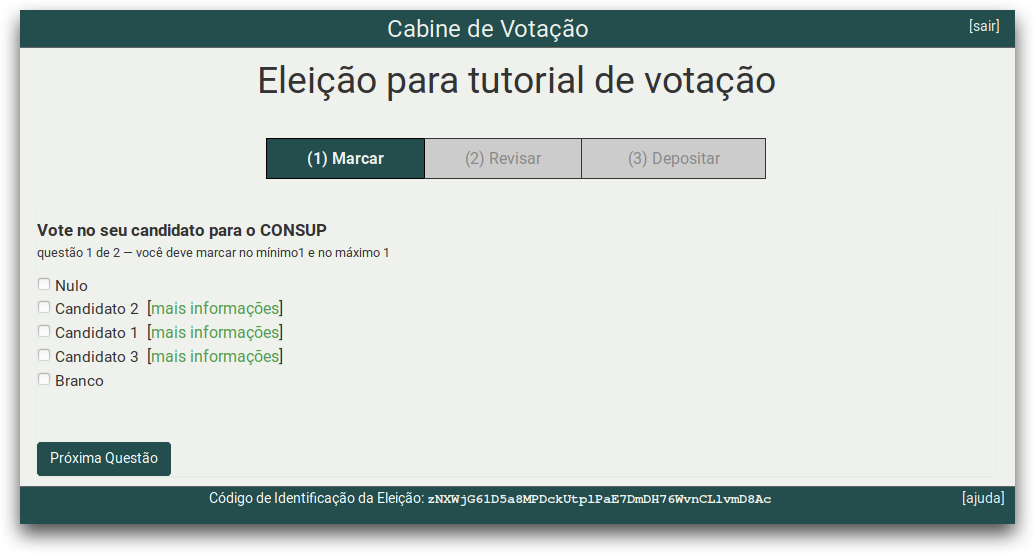 Cabine de Votação
[sair]
Eleição para tutorial de votação
(1) Marcar
(2) Revisar
(3) Depositar
Vote no seu candidato para o CONSUP
questão 1 de 2 — você deve marcar no mínimo1 e no máximo 1
Nulo
Candidato 2 [mais informações]
Candidato 1 [mais informações]
Candidato 3 [mais informações]
Branco
Próxima Questão
Código de Identificação da Eleição: zNXWjG61D5a8MPDckUtplPaE7DmDH76WvnCLlvmD8Ac
[ajuda]